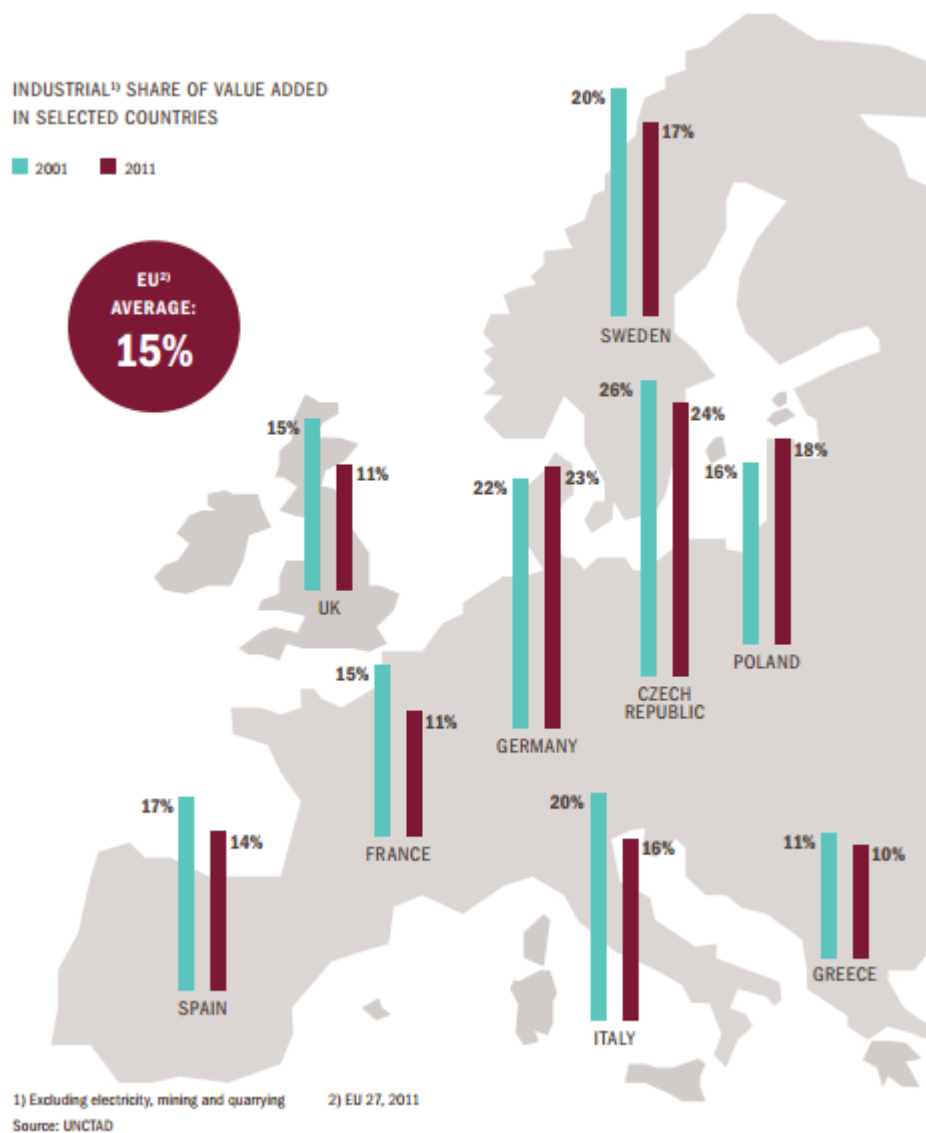 INDUSTRIAL¹⁾ SHARE OF VALUE ADDED
IN SELECTED COUNTRIES
2001 2011
EU²⁾
AVERAGE:
15%
20%
17%
SWEDEN
26%
24%
CZECH
REPUBLIC
16%
18%
POLAND
15%
11%
UK
22%
23%
GERMANY
15%
11%
FRANCE
17%
14%
SPAIN
20%
16%
ITALY
11%
10%
GREECE
1) Excluding electricity, mining and quarrying 2) EU 27, 2011
Source: UNCTAD